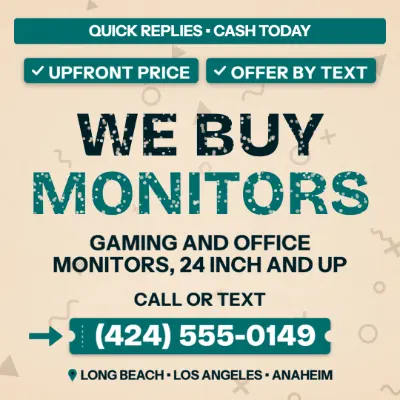 QUICK REPLIES • CASH TODAY
✓ UPFRONT PRICE ✓ OFFER BY TEXT
WE BUY
MONITORS
GAMING AND OFFICE
MONITORS, 24 INCH AND UP
CALL OR TEXT
(424) 555-0149
LONG BEACH • LOS ANGELES • ANAHEIM